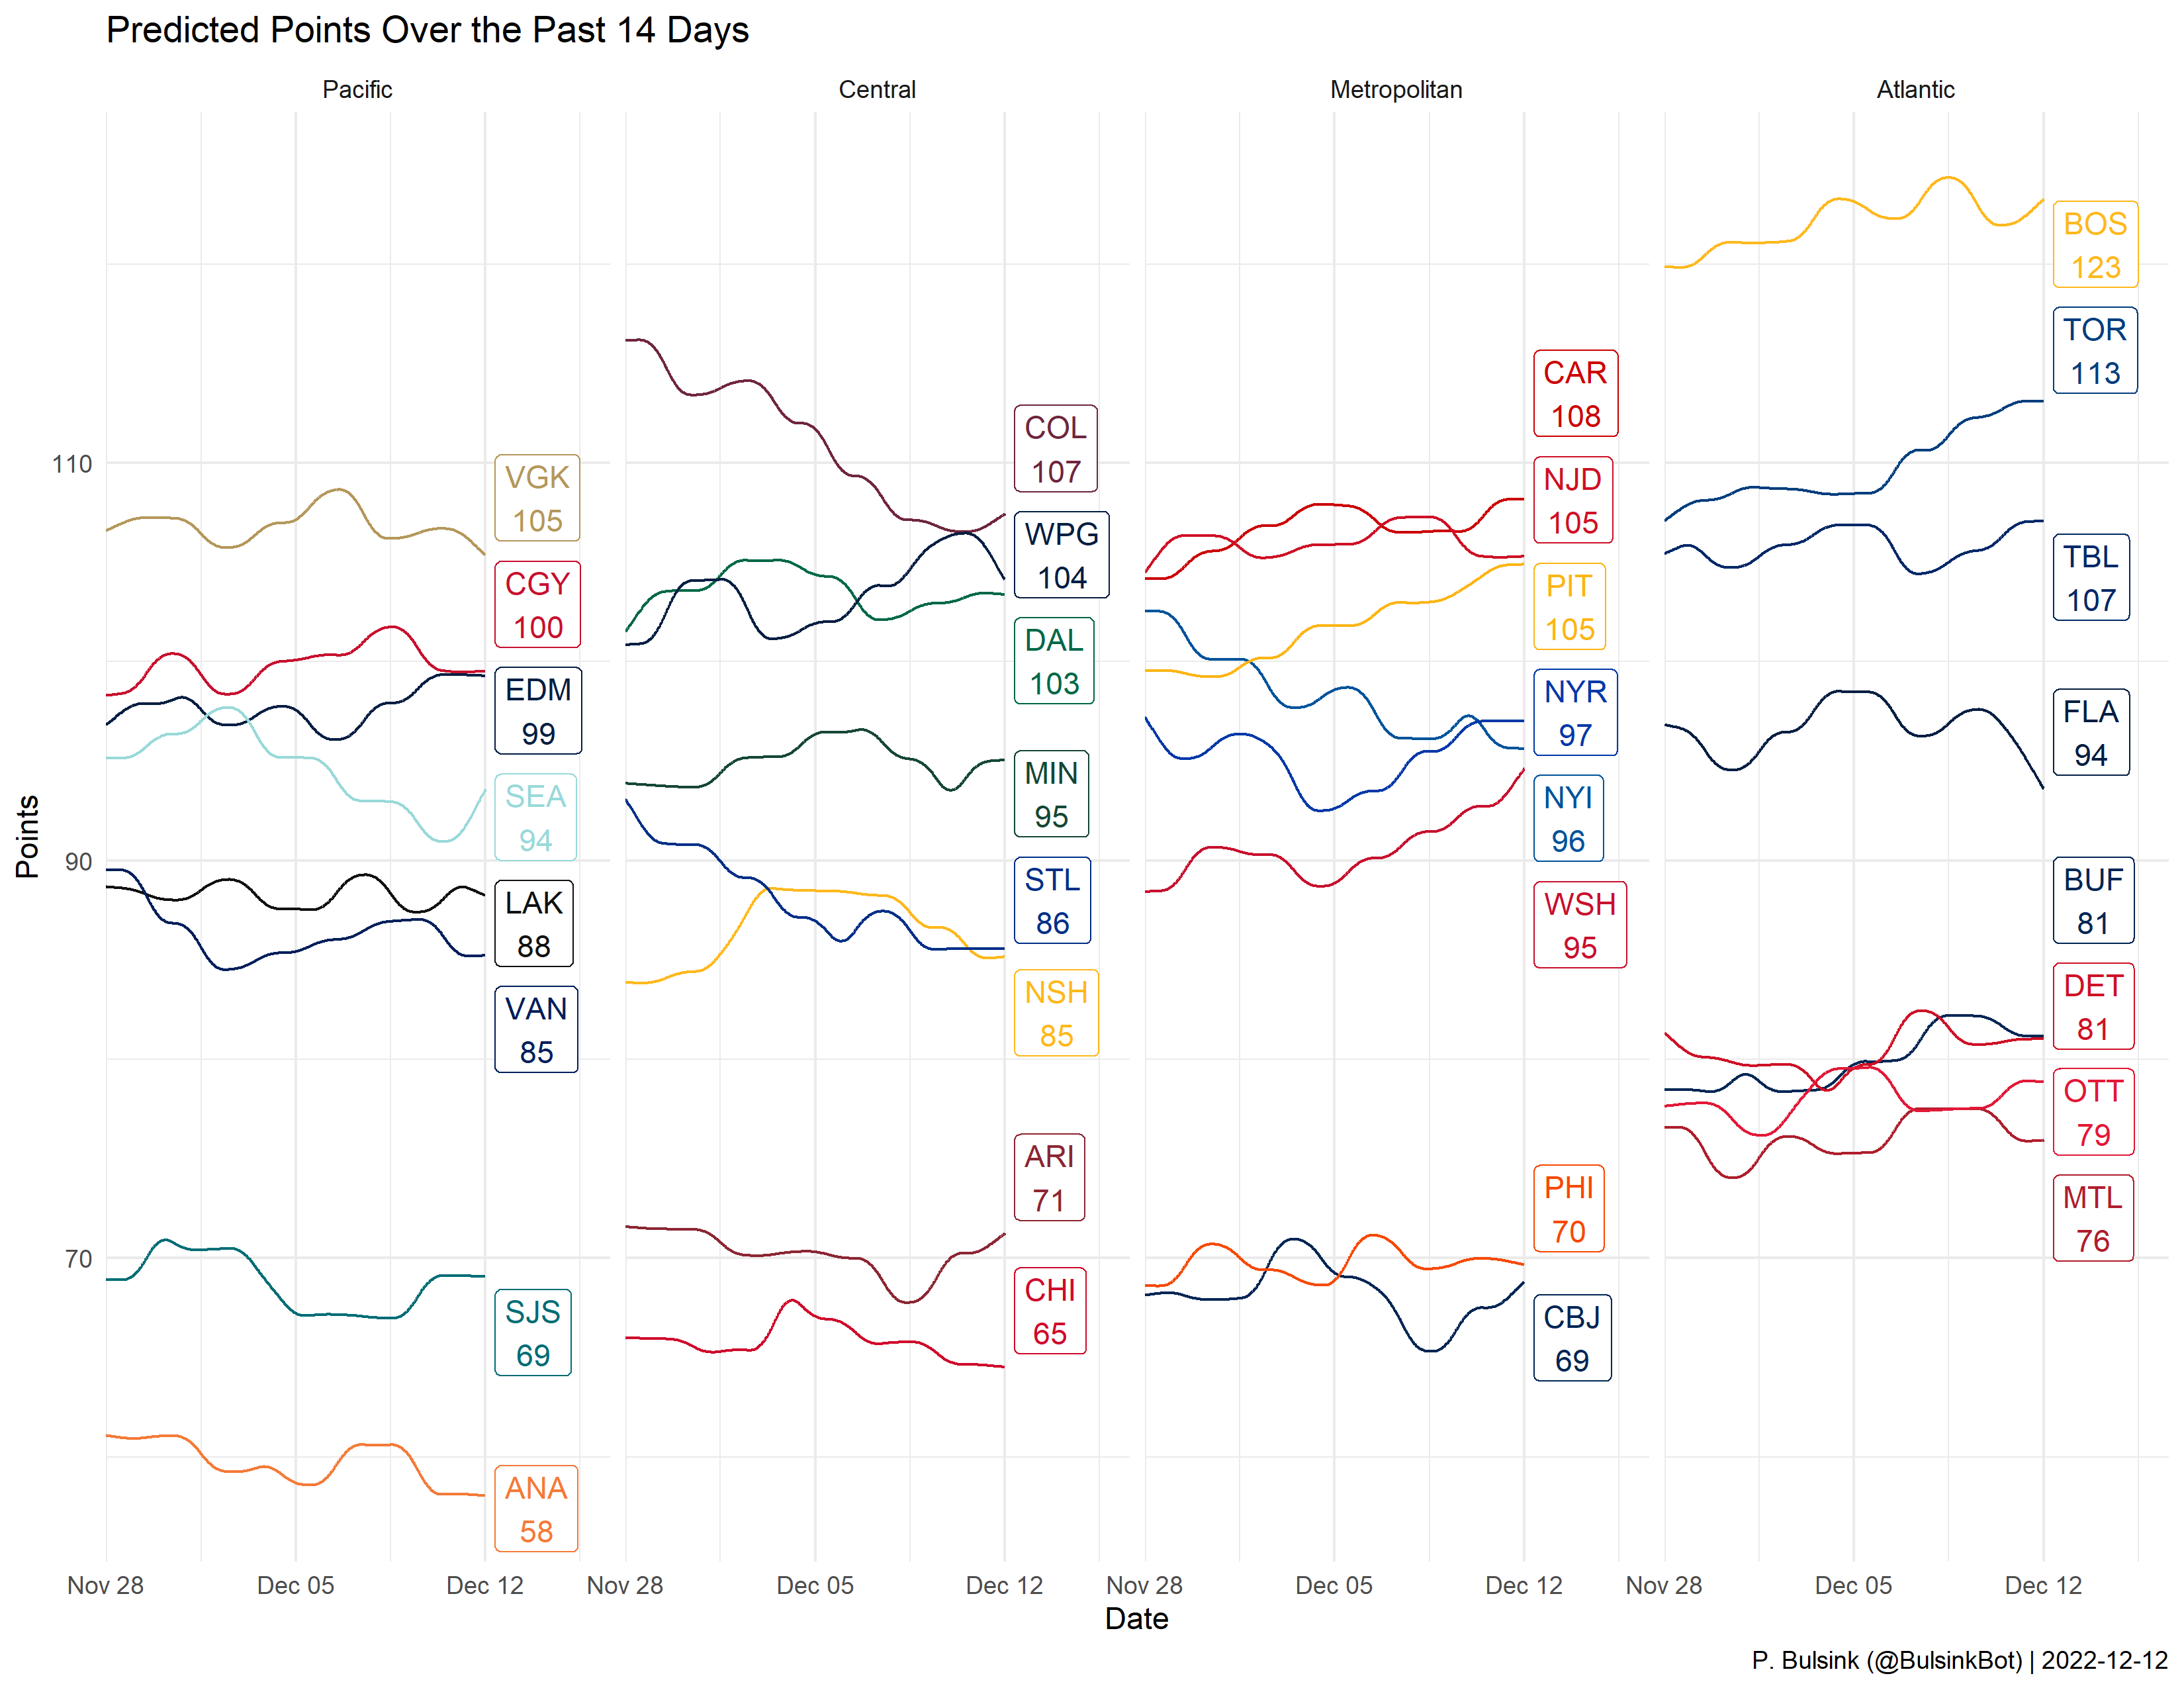 Predicted Points Over the Past 14 Days
Pacific
Central
Metropolitan
Atlantic
Points
110
90
70
VGK
105
CGY
100
EDM
99
SEA
94
LAK
88
VAN
85
SJS
69
ANA
58
COL
107
WPG
104
DAL
103
MIN
95
STL
86
NSH
85
ARI
71
CHI
65
CAR
108
NJD
105
PIT
105
NYR
97
NYI
96
WSH
95
PHI
70
CBJ
69
BOS
123
TOR
113
TBL
107
FLA
94
BUF
81
DET
81
OTT
79
MTL
76
Nov 28
Dec 05
Dec 12
Nov 28
Dec 05
Dec 12
Nov 28
Dec 05
Dec 12
Nov 28
Dec 05
Dec 12
Date
P. Bulsink (@BulsinkBot) | 2022-12-12